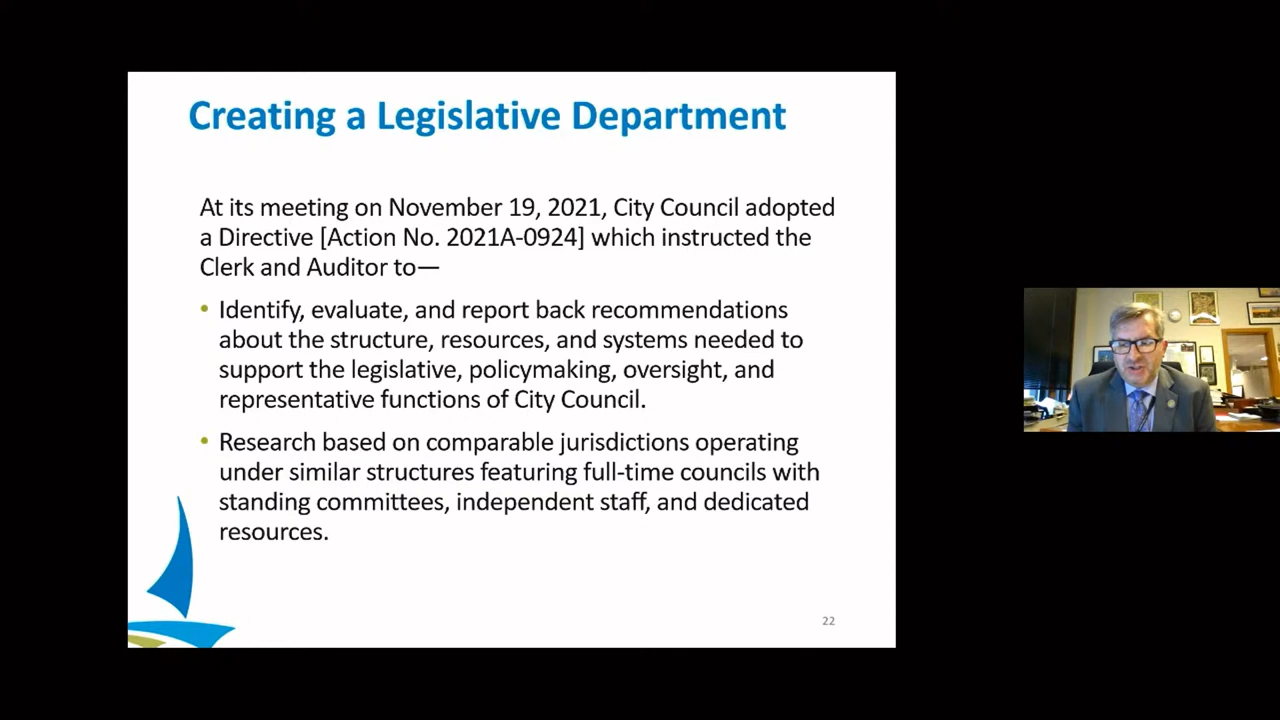 Creating a Legislative Department
At its meeting on November 19, 2021, City Council adopted
a Directive [Action No. 2021A-0924] which instructed the
Clerk and Auditor to—
• Identify, evaluate, and report back recommendations
about the structure, resources, and systems needed to
support the legislative, policymaking, oversight, and
representative functions of City Council.
• Research based on comparable jurisdictions operating
under similar structures featuring full-time councils with
standing committees, independent staff, and dedicated
resources.
22